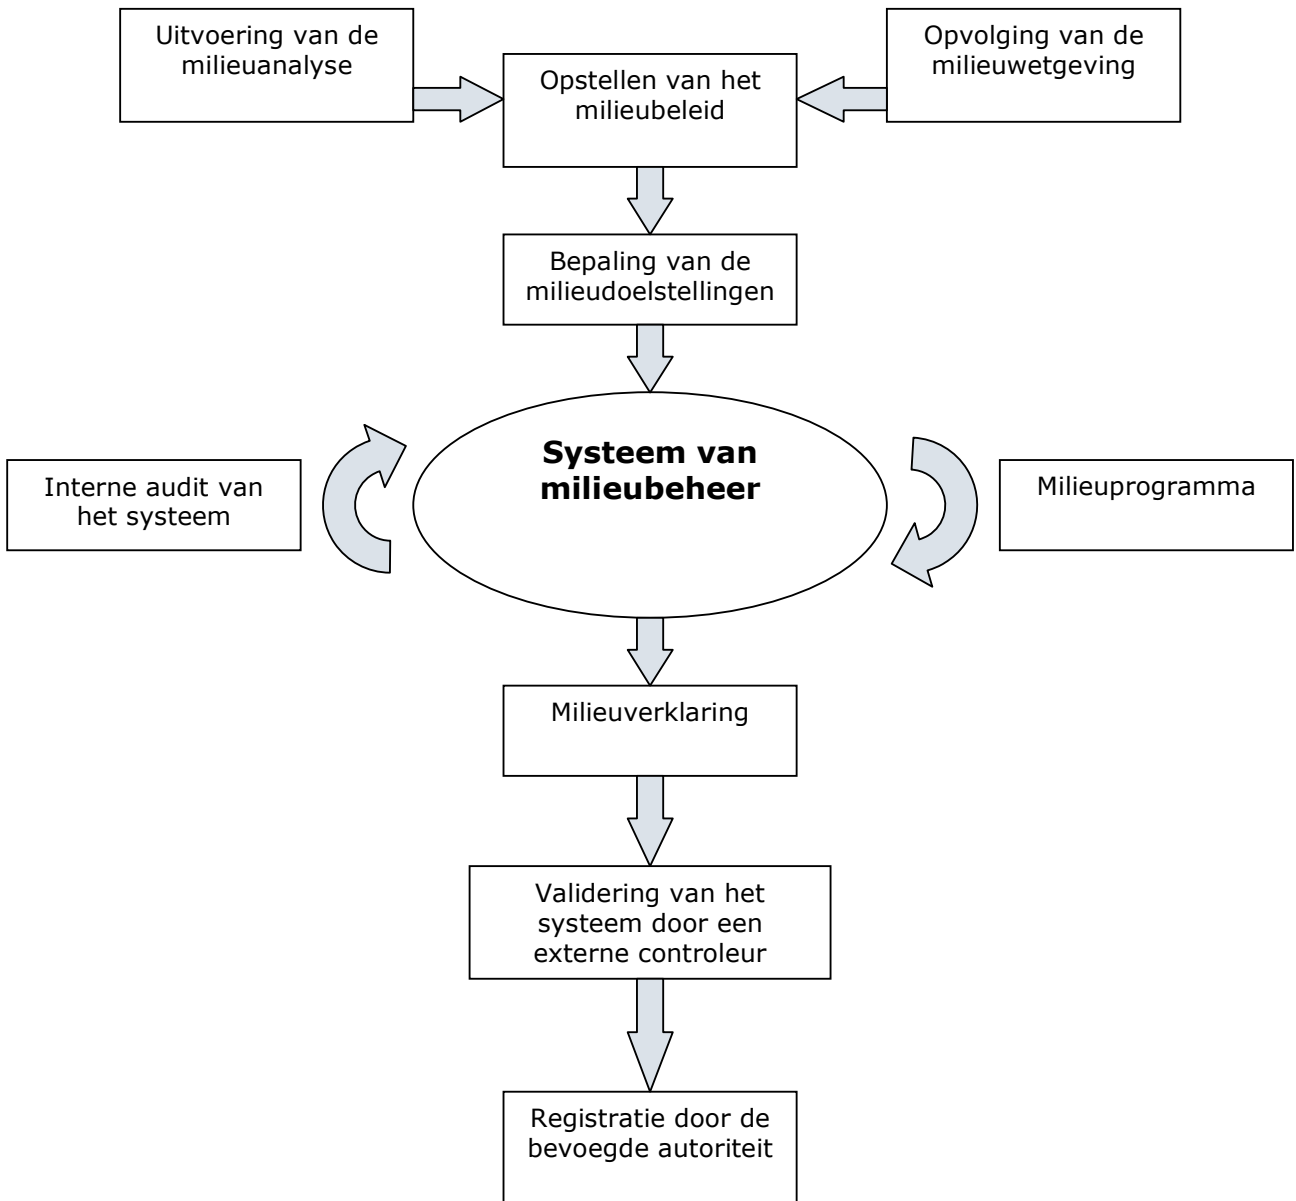 Uitvoering van de
milieuanalyse
Opstellen van het
milieubeleid
Opvolging van de
milieuwetgeving
Bepaling van de
milieudoelstellingen
Interne audit van
het systeem
Systeem van
milieubeheer
Milieuprogramma
Milieuverklaring
Validering van het
systeem door een
externe controleur
Registratie door de
bevoegde autoriteit